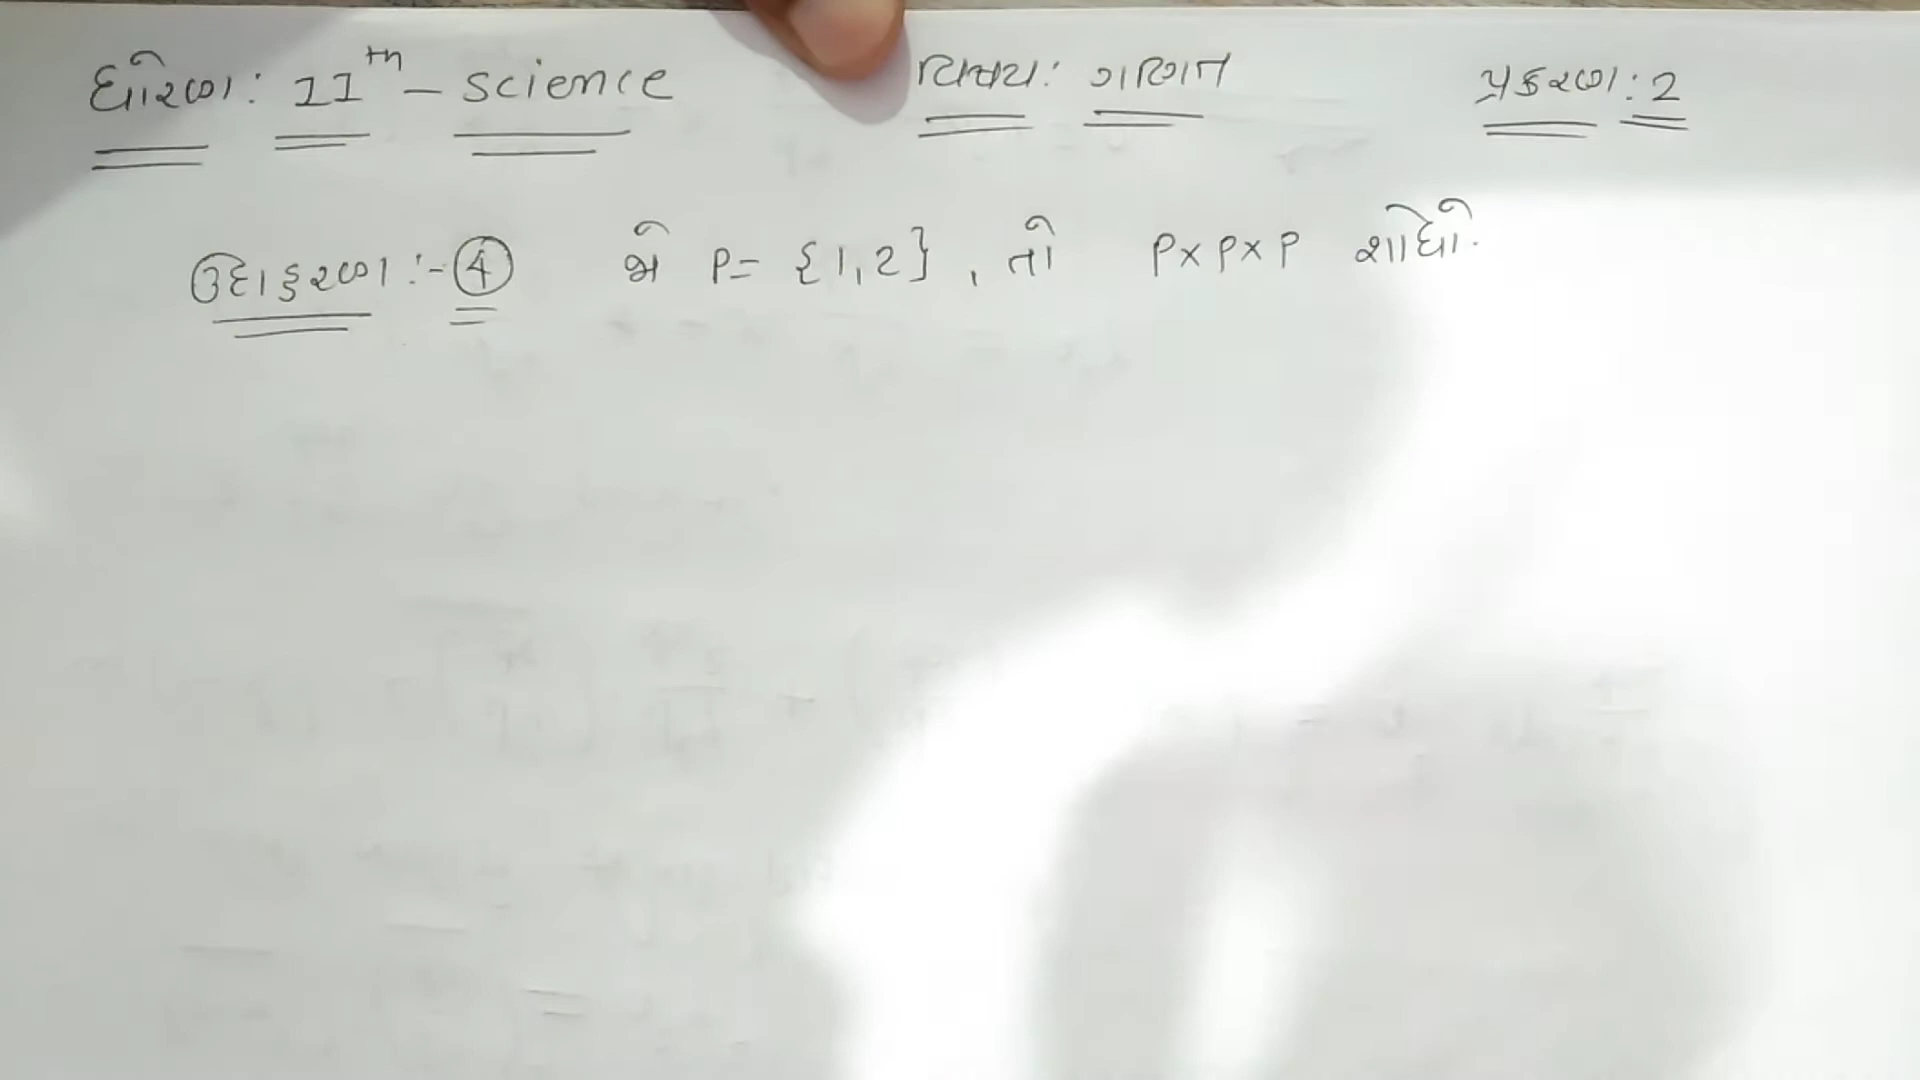 ધોરણ: 11th - science વિષય: ગણિત પ્રકરણ: 2
ઉદાહરણ :- 4 જો P = {1,2}, તો P×P×P શોધો.